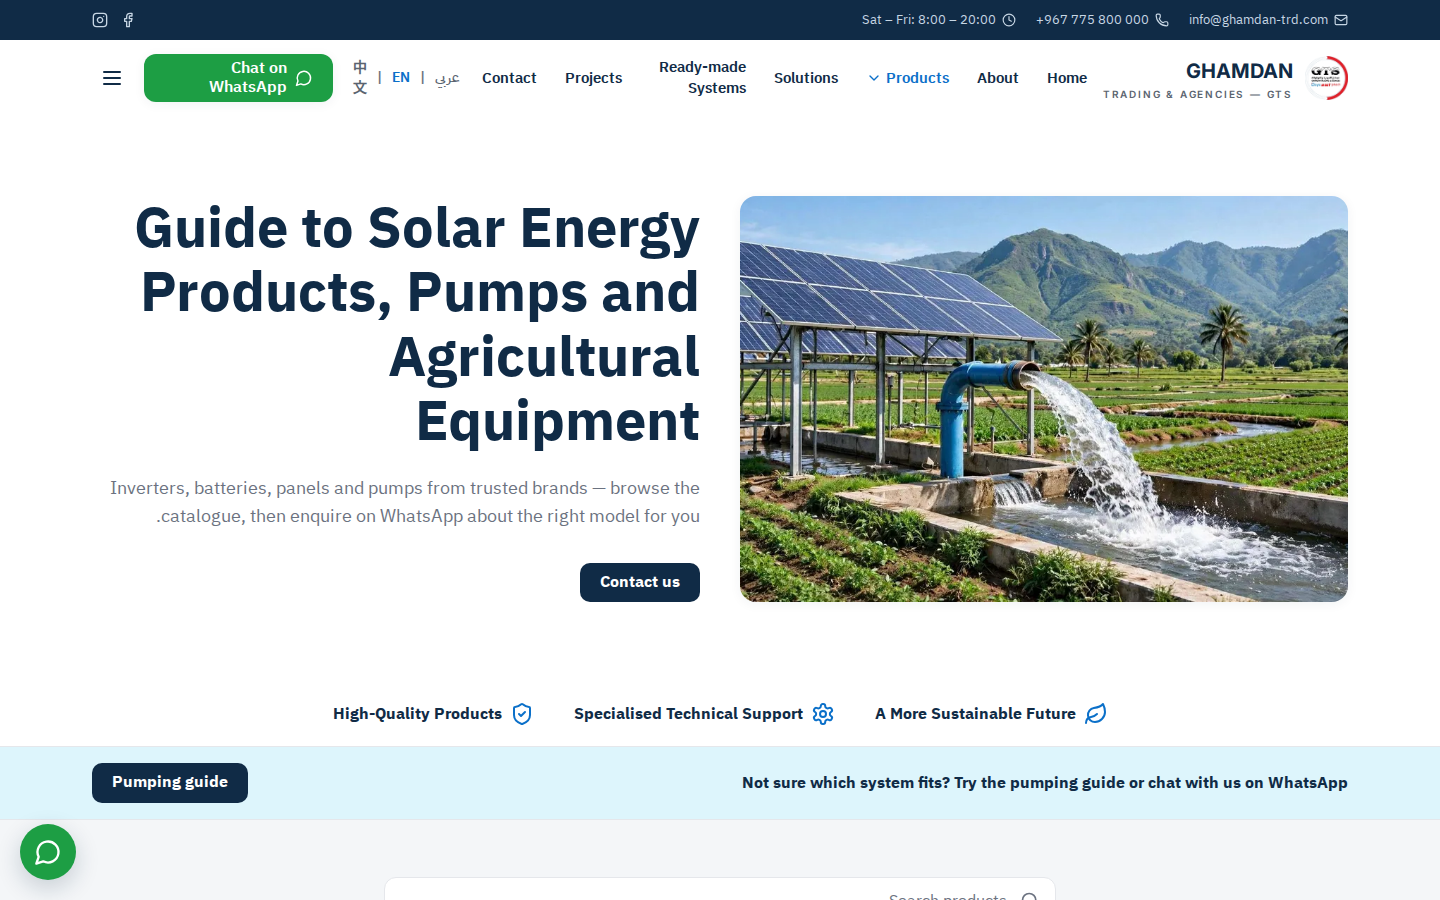 Sat – Fri: 8:00 – 20:00
+967 775 800 000
info@ghamdan-trd.com
Chat on
WhatsApp
中
文
|
EN
|
عربي
Contact
Projects
Ready-made
Systems
Solutions
Products
About
Home
GHAMDAN
TRADING & AGENCIES — GTS
GTS
Guide to Solar Energy
Products, Pumps and
Agricultural
Equipment
Inverters, batteries, panels and pumps from trusted brands — browse the
.catalogue, then enquire on WhatsApp about the right model for you
Contact us
High-Quality Products
Specialised Technical Support
A More Sustainable Future
Pumping guide
Not sure which system fits? Try the pumping guide or chat with us on WhatsApp
Search products